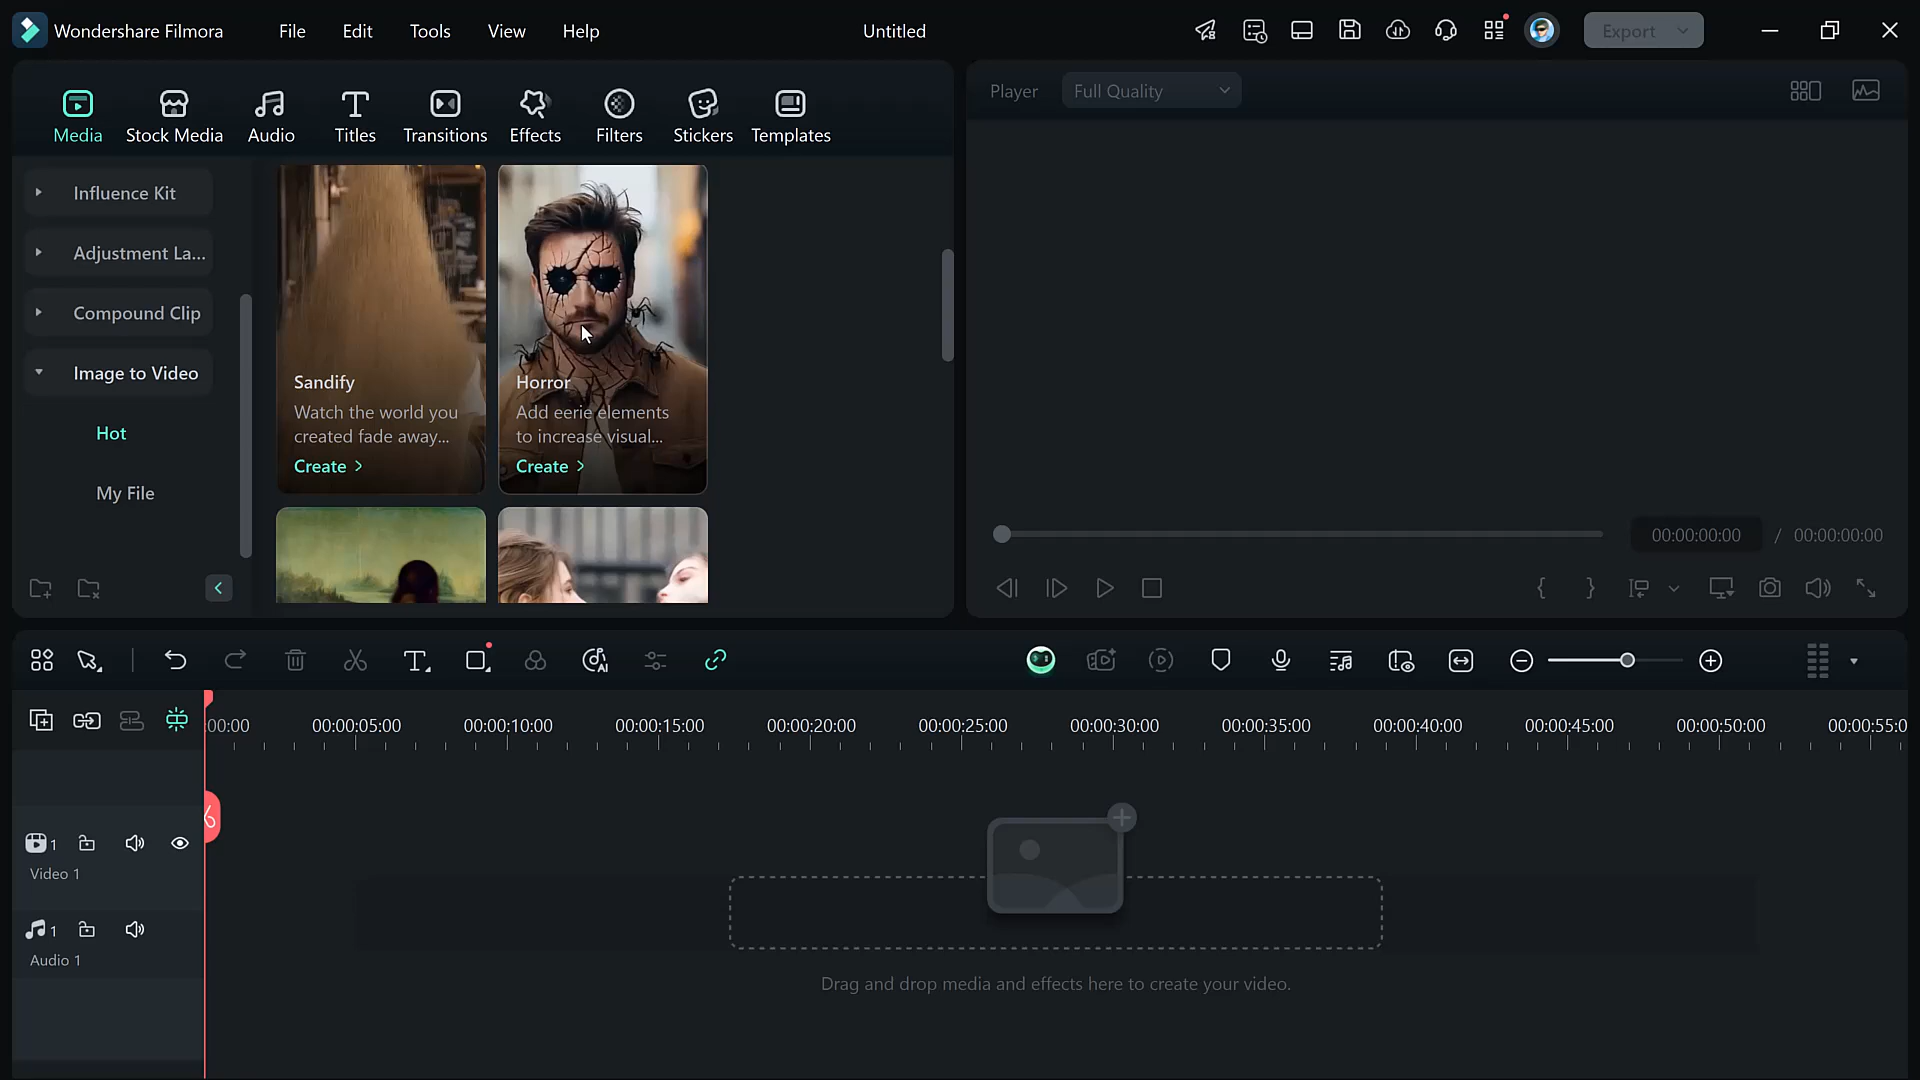 Wondershare Filmora
File
Edit
Tools
View
Help
Untitled
Export
Media
Stock Media
Audio
Titles
Transitions
Effects
Filters
Stickers
Templates
Player
Full Quality
Influence Kit
Adjustment La...
Compound Clip
Image to Video
Hot
My File
Sandify
Watch the world you
created fade away...
Create >
Horror
Add eerie elements
to increase visual...
Create >
00:00:00:00 / 00:00:00:00
:00:00
00:00:05:00
00:00:10:00
00:00:15:00
00:00:20:00
00:00:25:00
00:00:30:00
00:00:35:00
00:00:40:00
00:00:45:00
00:00:50:00
00:00:55:0
1
Video 1
1
Audio 1
Drag and drop media and effects here to create your video.